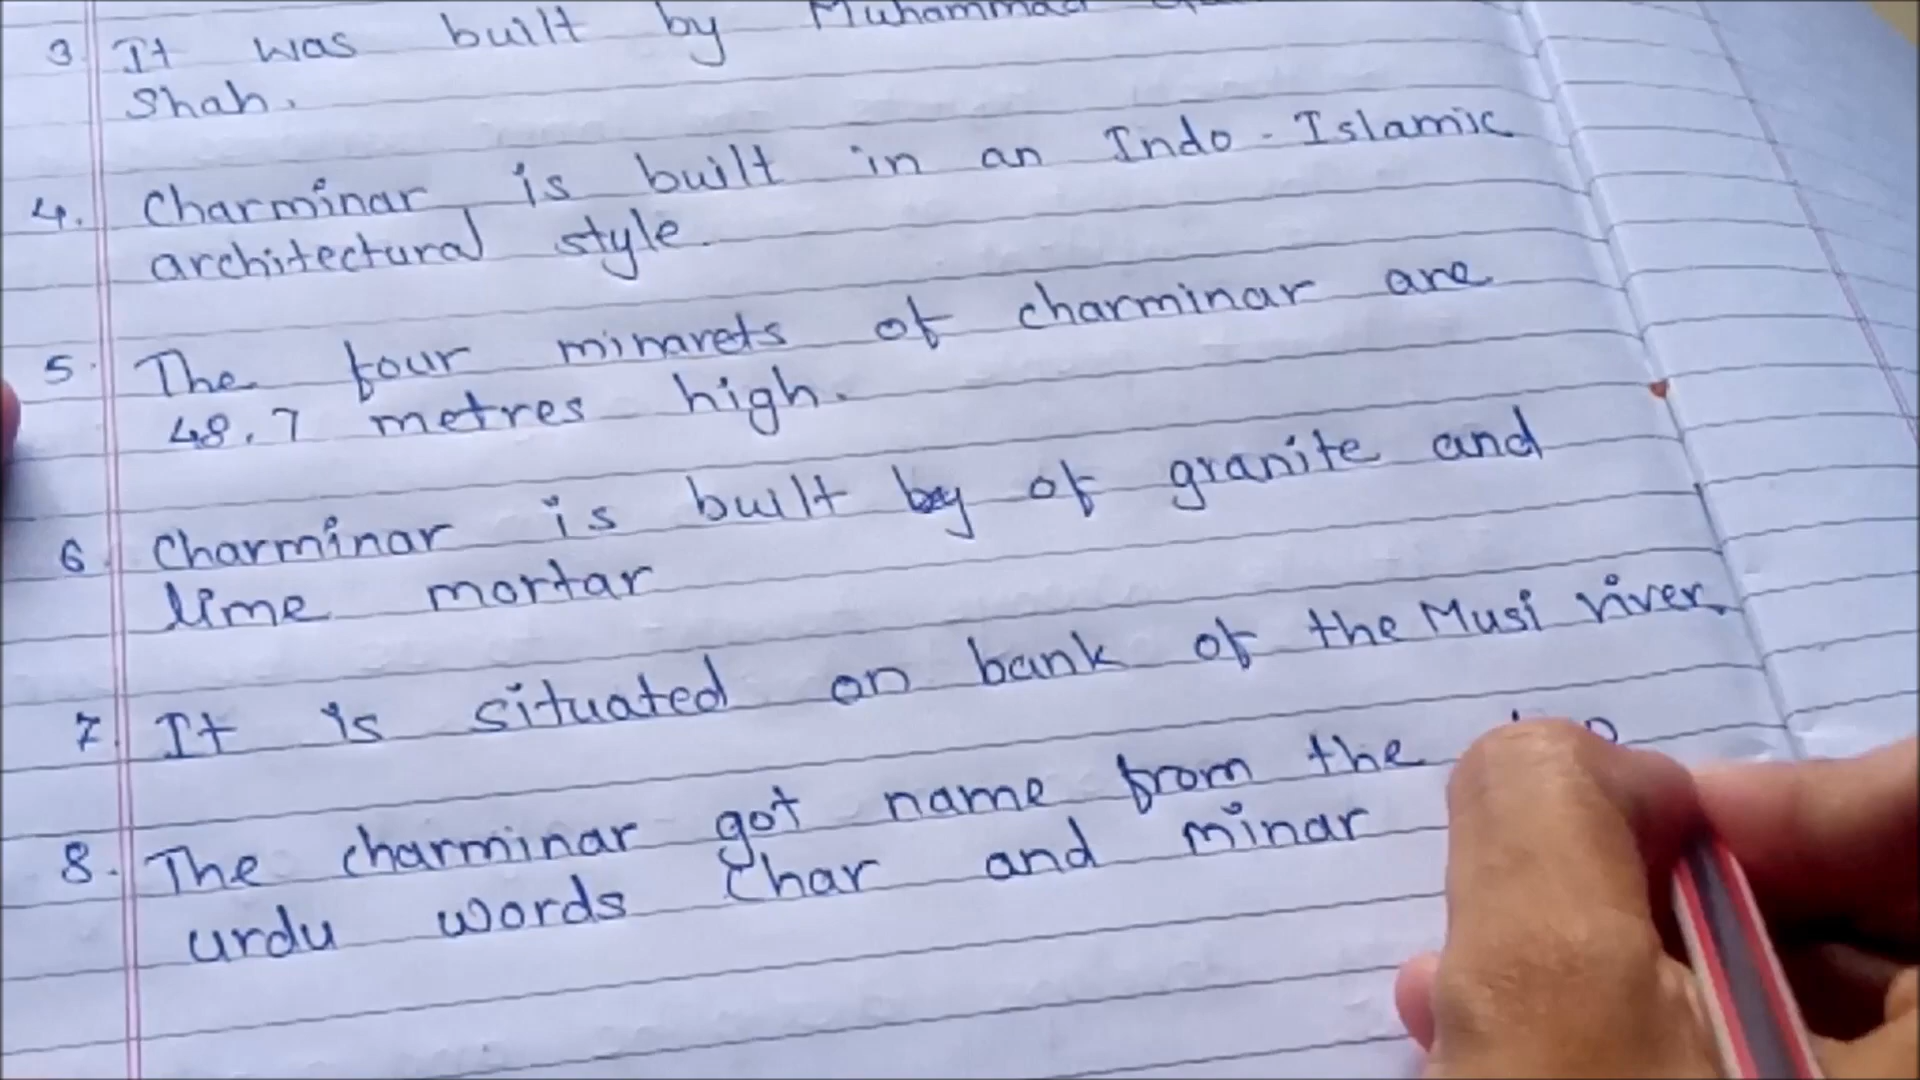 3. It was built by Muhammad
Shah.
4. Charminar is built in an Indo-Islamic
architectural style.
5. The four minarets of charminar are
48.7 metres high.
6. Charminar is built by of granite and
lime mortar
7. It is situated on bank of the Musi river.
8. The charminar got name from the
urdu words Char and minar